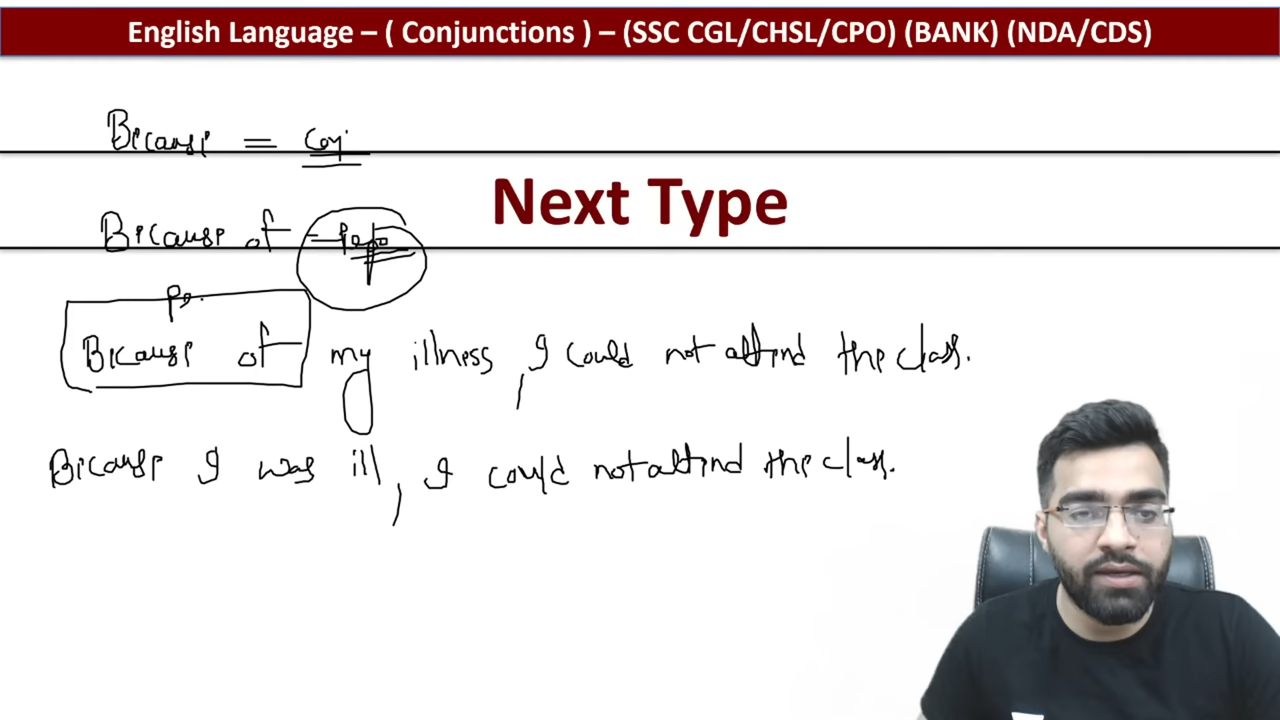 English Language – ( Conjunctions ) – (SSC CGL/CHSL/CPO) (BANK) (NDA/CDS)
Because = Conj.
Next Type
Because of –
Because of my illness, I could not attend the class.
Because I was ill, I could not attend the class.